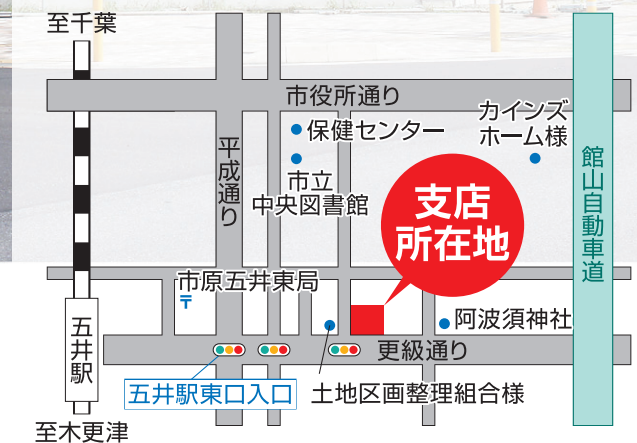 至千葉
市役所通り
カインズ
ホーム様
保健センター
平成通り
市立
中央図書館
館山自動車道
支店
所在地
市原五井東局
〒
五井駅
阿波須神社
更級通り
五井駅東口入口
土地区画整理組合様
至木更津